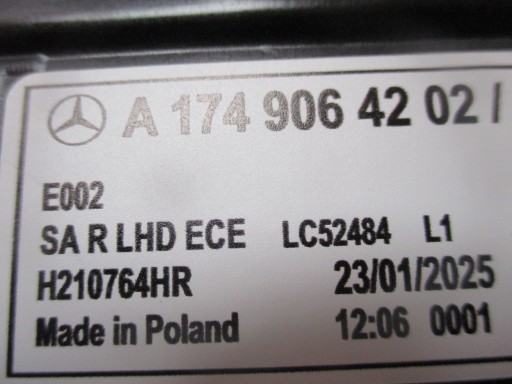 A 174 906 42 02 /
E002
SA R LHD ECE LC52484 L1
H210764HR 23/01/2025
Made in Poland 12:06 0001